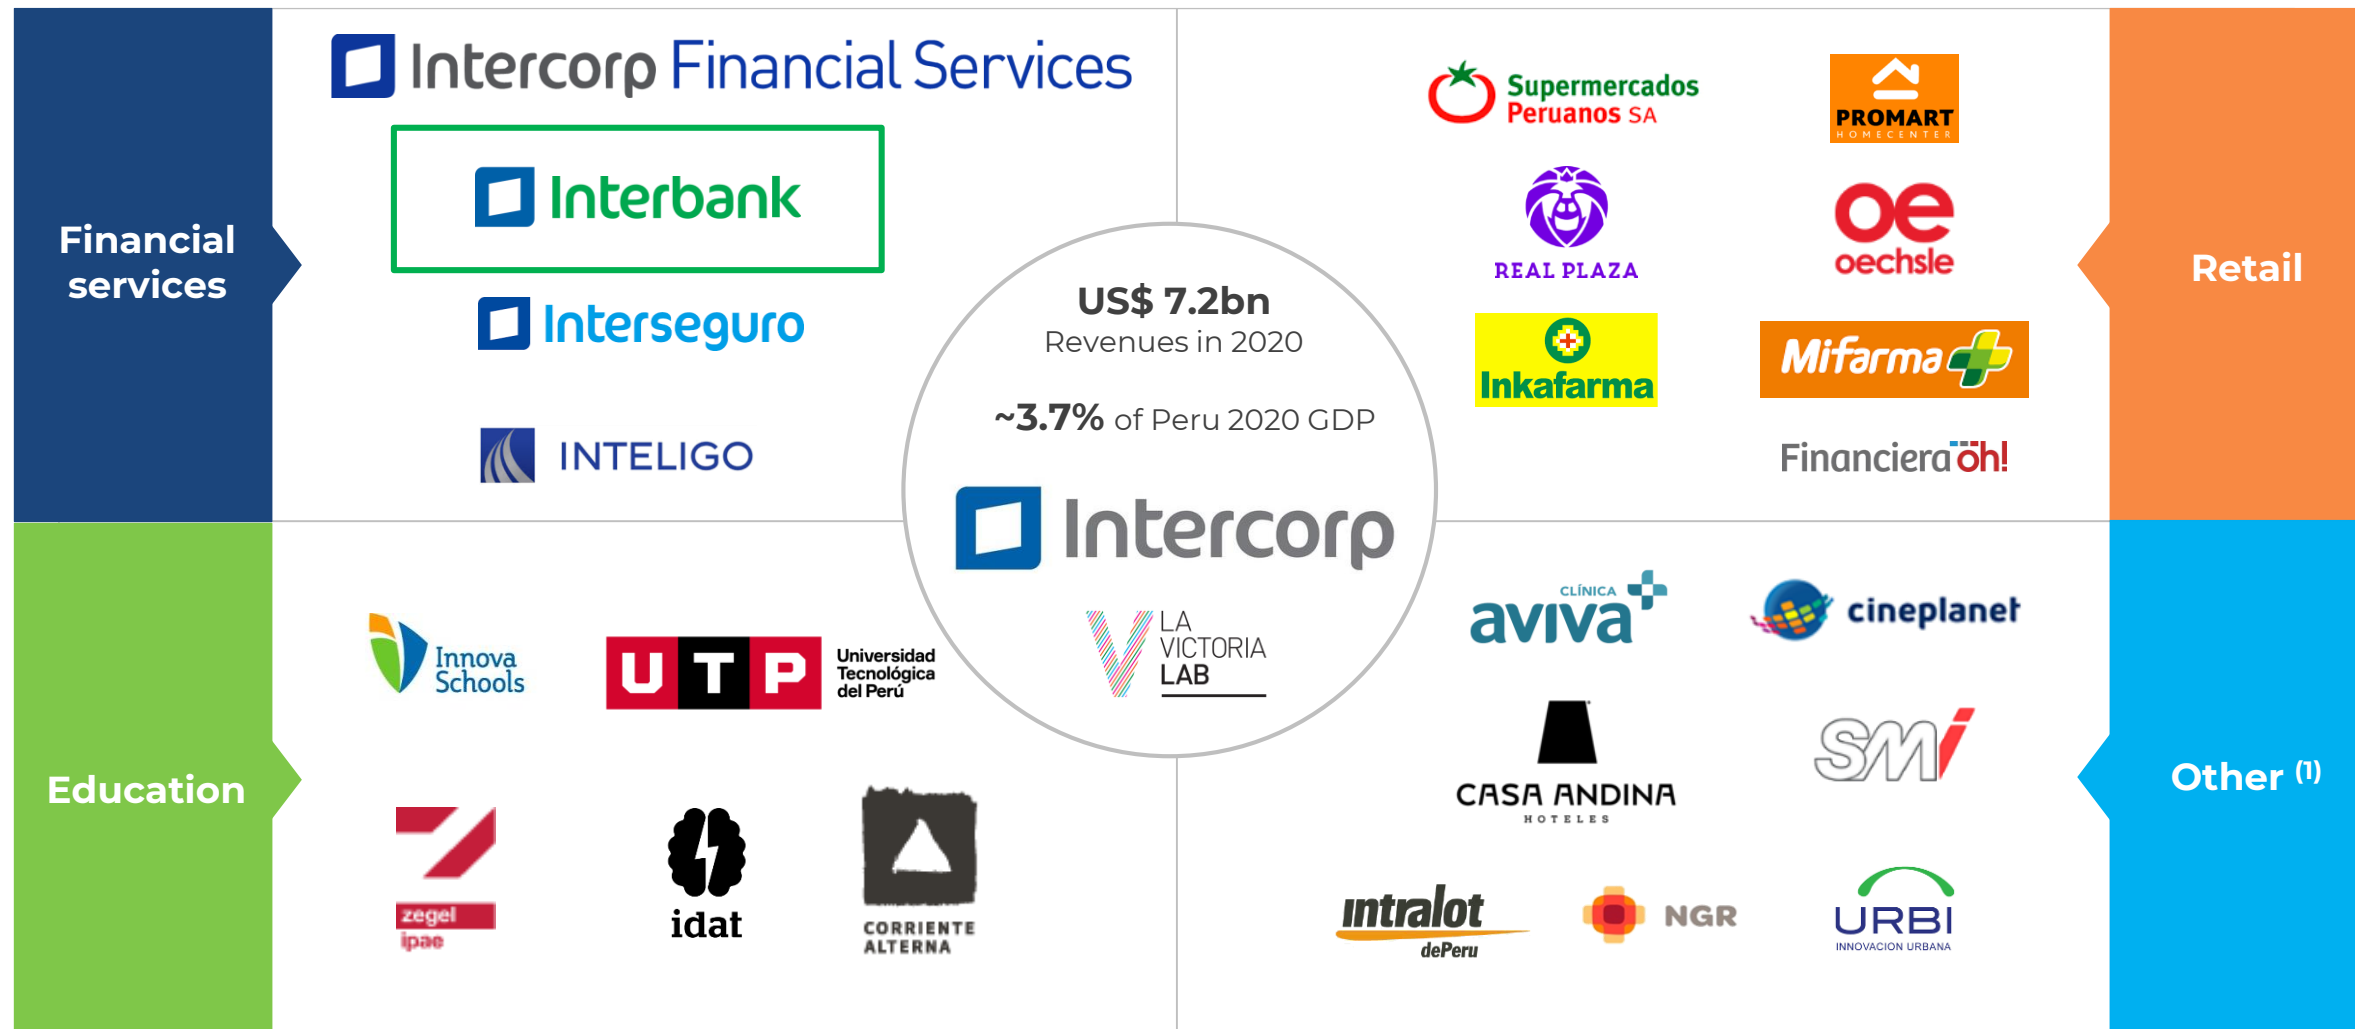 Financial
services
Intercorp Financial Services
Interbank
Interseguro
INTELIGO
Supermercados
Peruanos SA
PROMART
HOMECENTER
REAL PLAZA
oe
oechsle
Inkafarma
Mifarma
Financiera oh!
Retail
US$ 7.2bn
Revenues in 2020
~3.7% of Peru 2020 GDP
Intercorp
LA
VICTORIA
LAB
Education
Innova
Schools
UTP
Universidad
Tecnológica
del Perú
zegel
ipae
idat
CORRIENTE
ALTERNA
CLÍNICA
aviva
cineplanet
CASA ANDINA
HOTELES
SMi
intralot
dePeru
NGR
URBI
INNOVACION URBANA
Other (1)